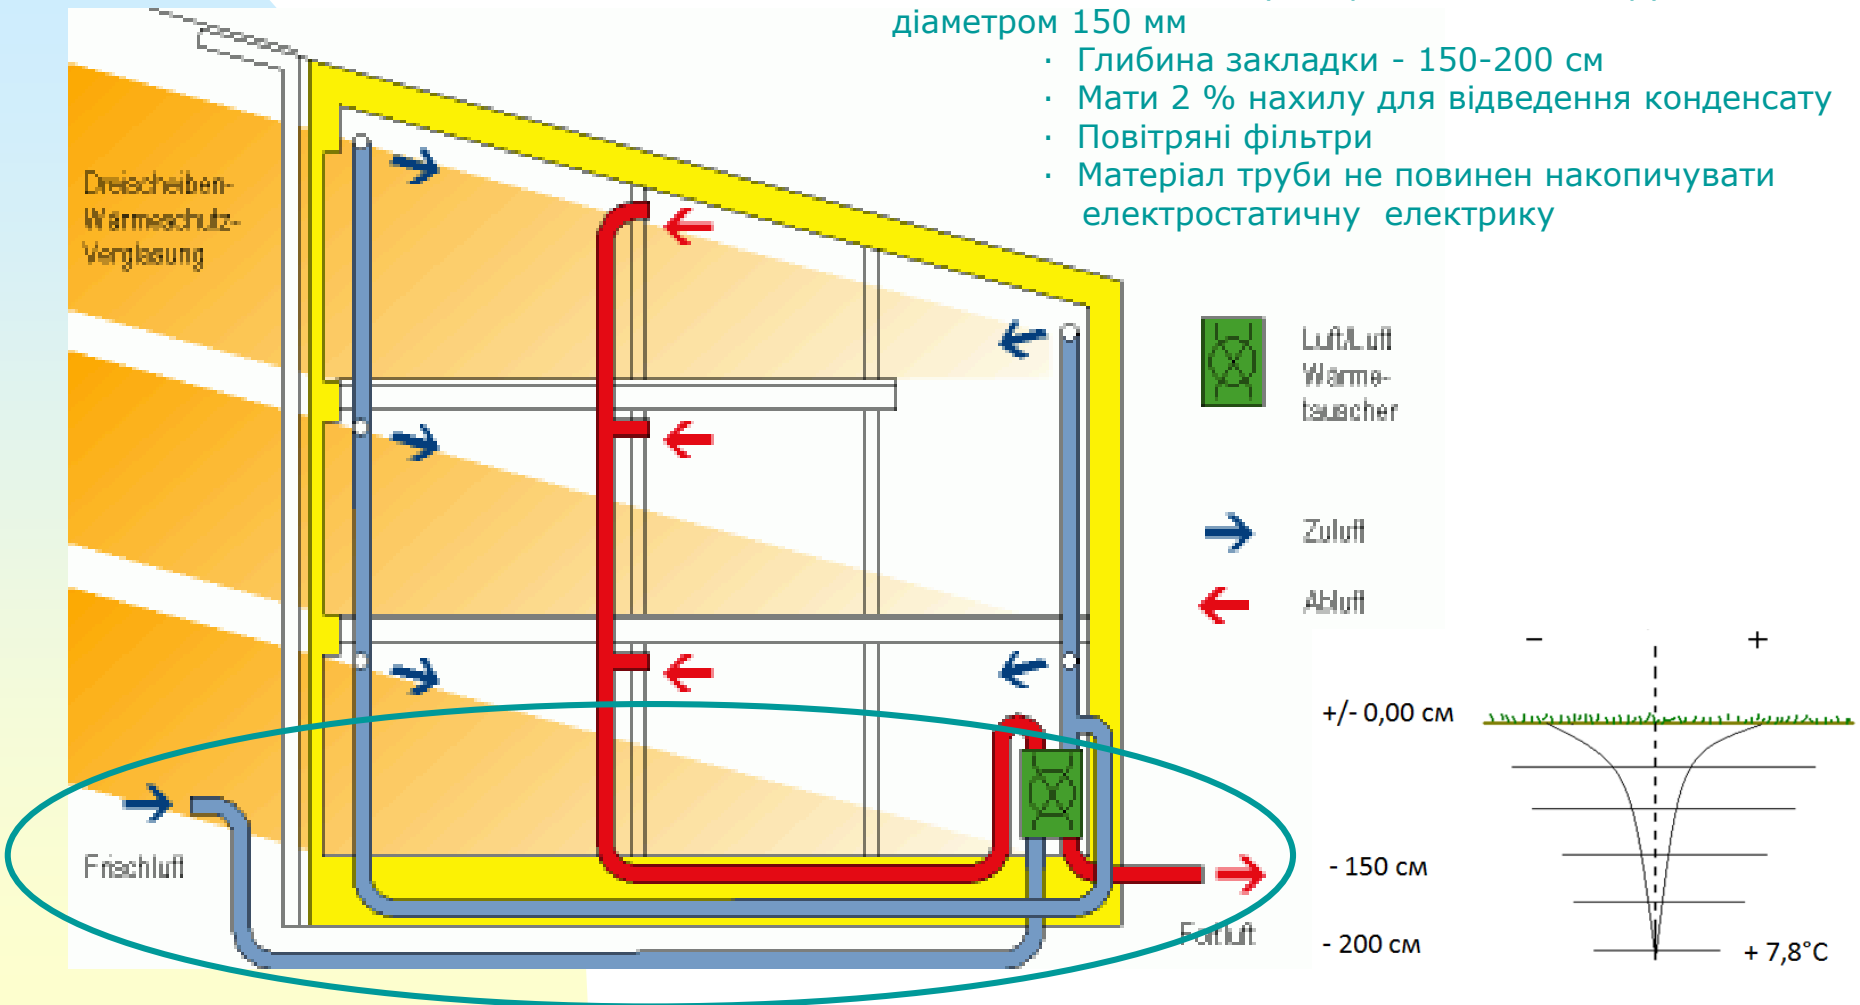 діаметром 150 мм
· Глибина закладки - 150-200 см
· Мати 2 % нахилу для відведення конденсату
· Повітряні фільтри
· Матеріал труби не повинен накопичувати
електростатичну електрику
Dreischeiben-
Wärmeschutz-
Verglasung
Luft/Luft
Wärme-
tauscher
Zuluft
Abluft
Frischluft
Fortluft
− +
+/- 0,00 см
- 150 см
- 200 см
+ 7,8°C